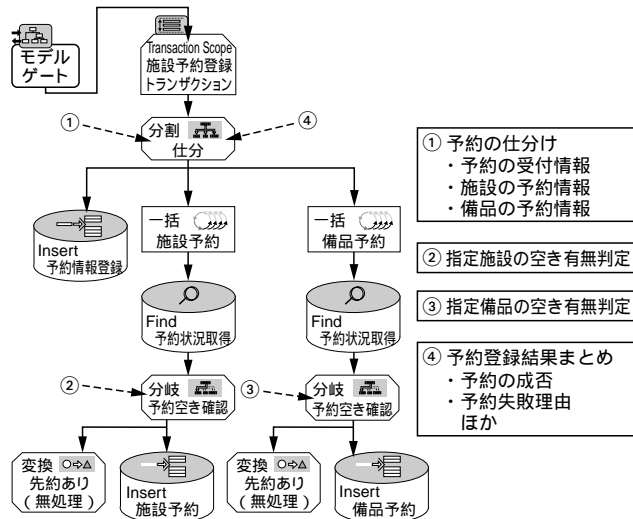 モデル
ゲート
Transaction Scope
施設予約登録
トランザクション
①
④
分割
仕分
Insert
予約情報登録
一括
施設予約
一括
備品予約
Find
予約状況取得
Find
予約状況取得
②
分岐
予約空き確認
③
分岐
予約空き確認
変換
先約あり
(無処理)
Insert
施設予約
変換
先約あり
(無処理)
Insert
備品予約
① 予約の仕分け
・予約の受付情報
・施設の予約情報
・備品の予約情報
② 指定施設の空き有無判定
③ 指定備品の空き有無判定
④ 予約登録結果まとめ
・予約の成否
・予約失敗理由
ほか